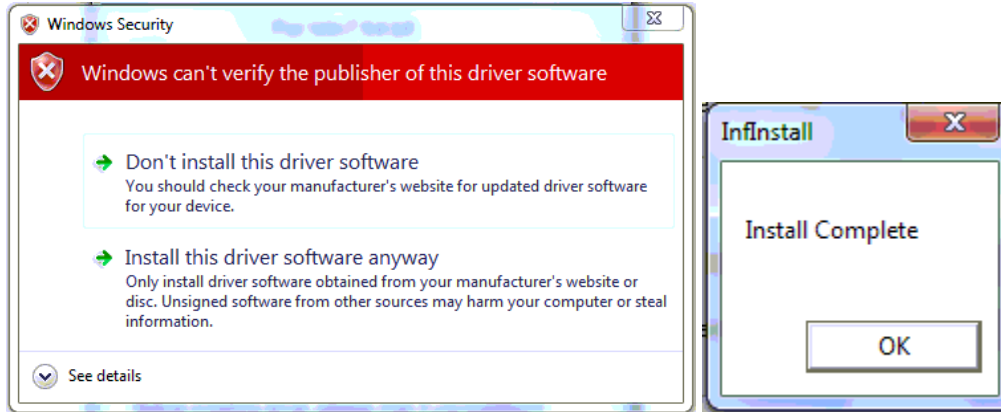 Windows Security
Windows can't verify the publisher of this driver software
Don't install this driver software
You should check your manufacturer's website for updated driver software
for your device.
Install this driver software anyway
Only install driver software obtained from your manufacturer's website or
disc. Unsigned software from other sources may harm your computer or steal
information.
See details
InfInstall
Install Complete
OK